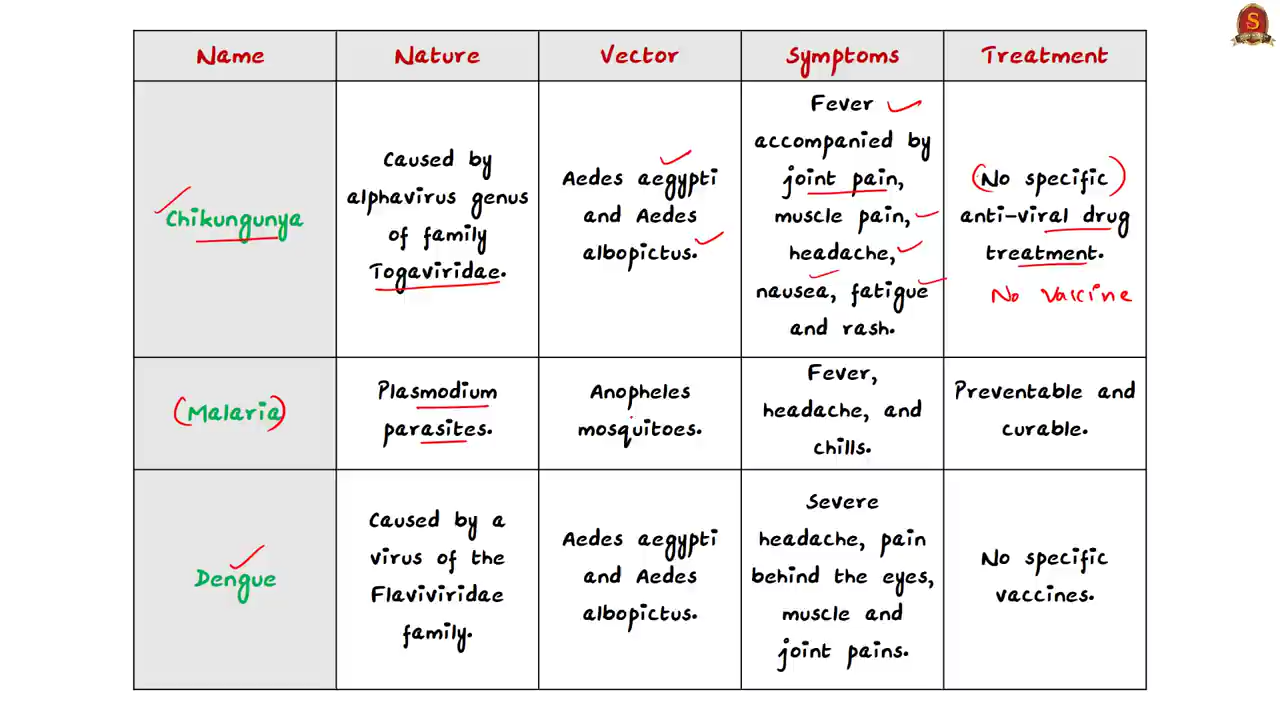 Name
Nature
Vector
Symptoms
Treatment
Chikungunya
Caused by
alphavirus genus
of family
Togaviridae.
Aedes aegypti
and Aedes
albopictus.
Fever
accompanied by
joint pain,
muscle pain,
headache,
nausea, fatigue
and rash.
(No specific)
anti-viral drug
treatment.
No Vaccine
(Malaria)
Plasmodium
parasites.
Anopheles
mosquitoes.
Fever,
headache, and
chills.
Preventable and
curable.
Dengue
Caused by a
virus of the
Flaviviridae
family.
Aedes aegypti
and Aedes
albopictus.
Severe
headache, pain
behind the eyes,
muscle and
joint pains.
No specific
vaccines.
S